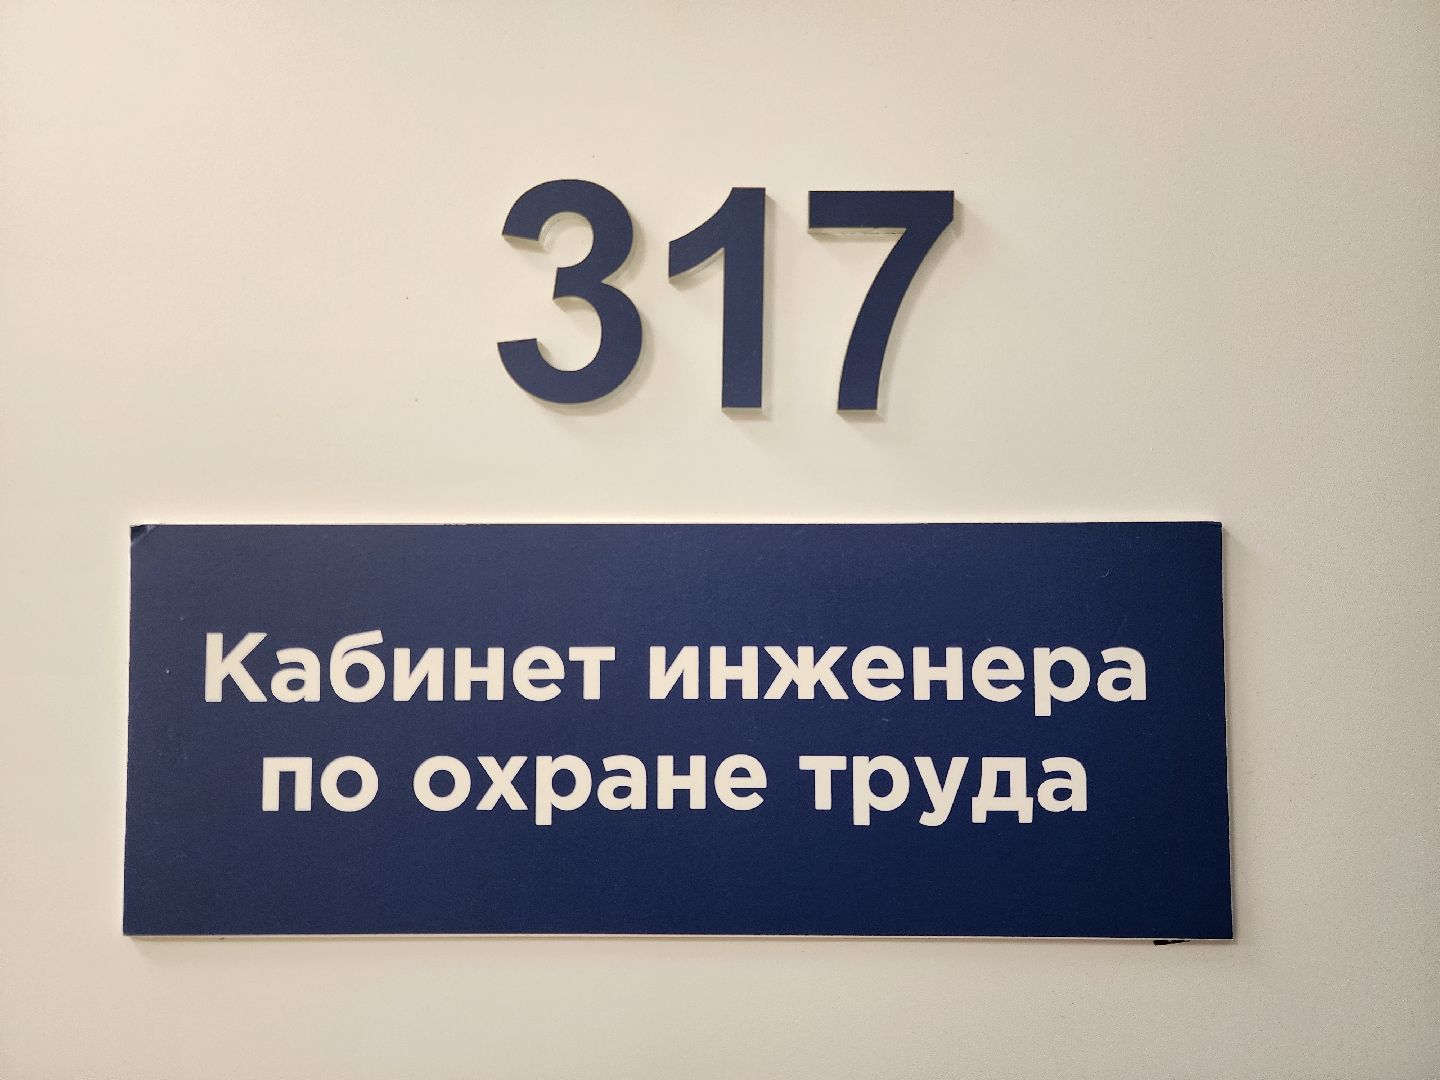 317
Кабинет инженера
по охране труда